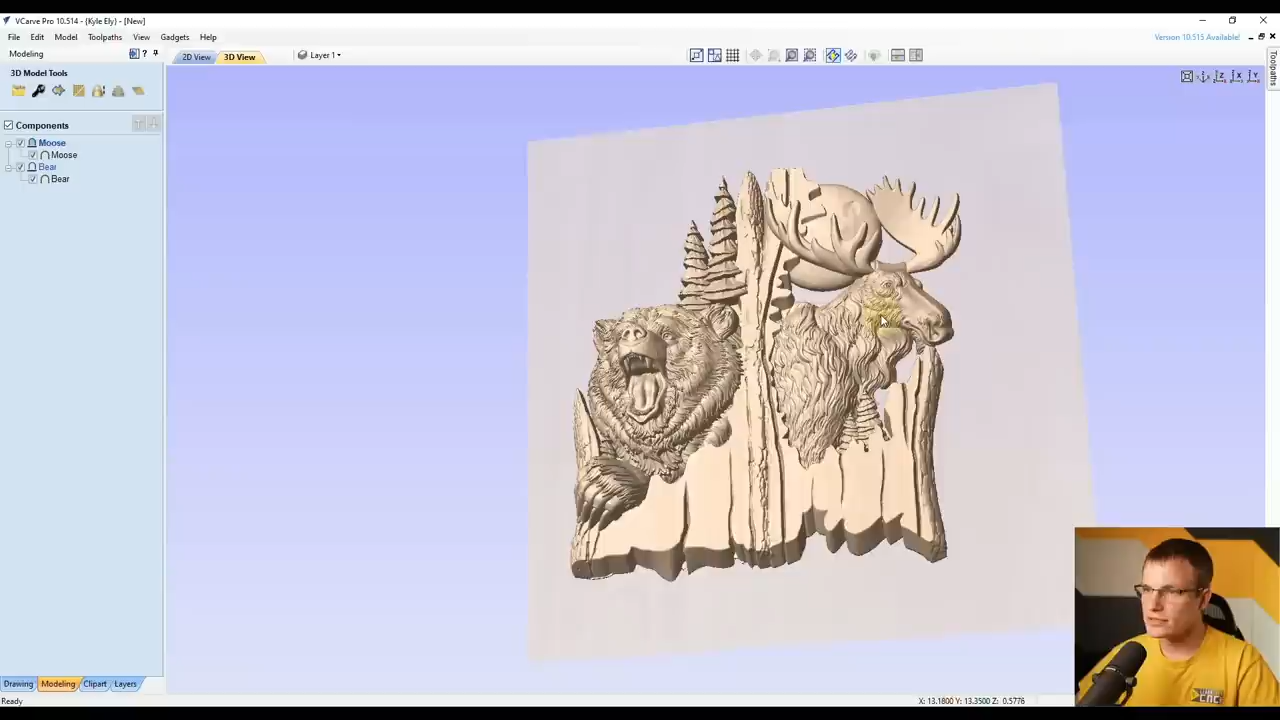 VCarve Pro 10.514 - {Kyle Ely} - [New]
File Edit Model Toolpaths View Gadgets Help
Version 10.515 Available!
Modeling
2D View 3D View Layer 1
Toolpaths
3D Model Tools
Components
Moose
Moose
Bear
Bear
Drawing Modeling Clipart Layers
Ready
X: 13.1800 Y: 13.3500 Z: 0.5776